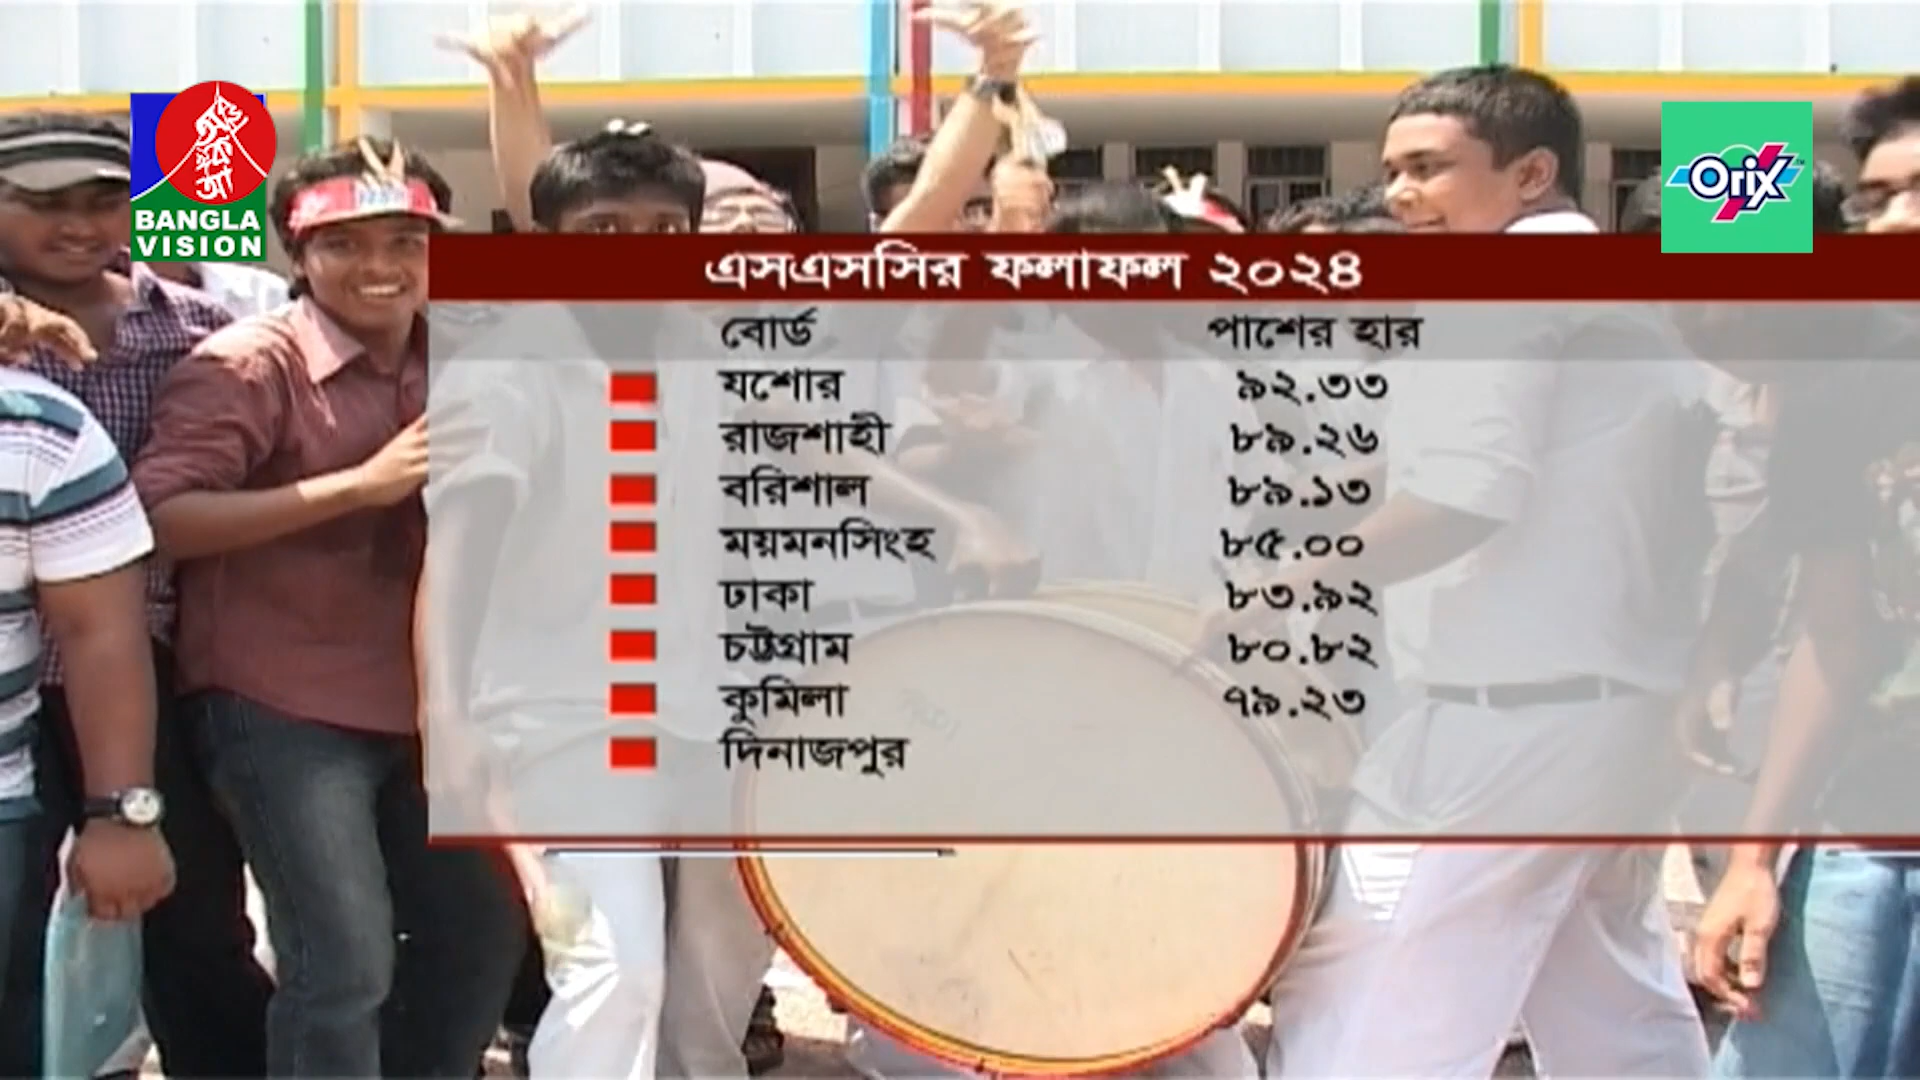 BANGLA
VISION
Orix
এসএসসির ফলাফল ২০২৪
বোর্ড পাশের হার
যশোর ৯২.৩৩
রাজশাহী ৮৯.২৬
বরিশাল ৮৯.১৩
ময়মনসিংহ ৮৫.০০
ঢাকা ৮৩.৯২
চট্টগ্রাম ৮০.৮২
কুমিলা ৭৯.২৩
দিনাজপুর